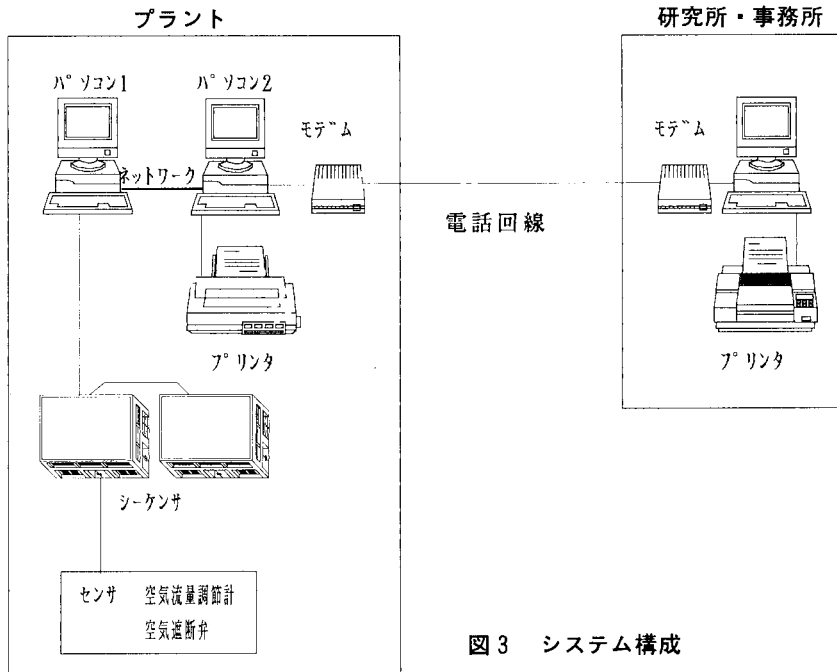 プラント
研究所・事務所
パソコン1
パソコン2
モデム
モデム
ネットワーク
電話回線
プリンタ
プリンタ
シーケンサ
センサ 空気流量調節計
空気遮断弁
図3 システム構成